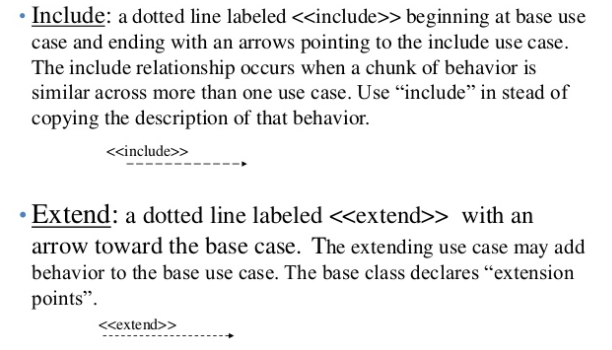 • Include: a dotted line labeled <<include>> beginning at base use
case and ending with an arrows pointing to the include use case.
The include relationship occurs when a chunk of behavior is
similar across more than one use case. Use “include” in stead of
copying the description of that behavior.
<<include>>
• Extend: a dotted line labeled <<extend>> with an
arrow toward the base case. The extending use case may add
behavior to the base use case. The base class declares “extension
points”.
<<extend>>